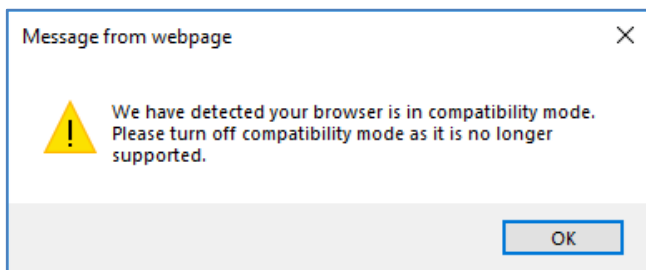 Message from webpage
We have detected your browser is in compatibility mode.
Please turn off compatibility mode as it is no longer
supported.
OK